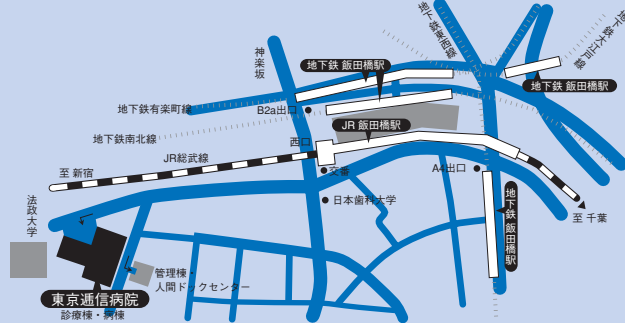 地下鉄東西線
地下鉄大江戸線
神楽坂
地下鉄 飯田橋駅
地下鉄 飯田橋駅
地下鉄有楽町線
B2a出口
JR 飯田橋駅
地下鉄南北線
西口
JR総武線
至 新宿
交番
A4出口
法政大学
日本歯科大学
地下鉄 飯田橋駅
至 千葉
管理棟・
人間ドックセンター
東京逓信病院
診療棟・病棟